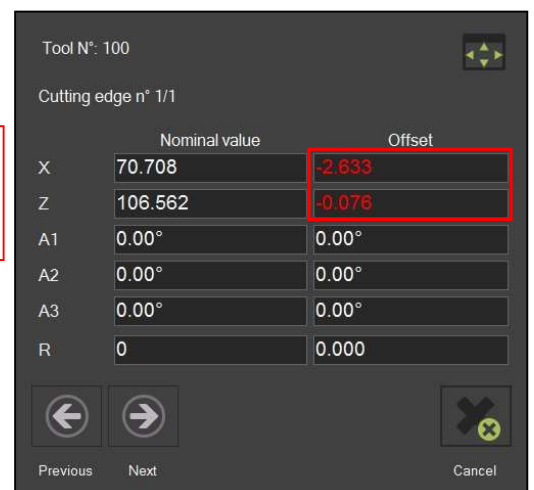 Tool N°: 100
Cutting edge n° 1/1
Nominal value Offset
X 70.708 -2.633
Z 106.562 -0.076
A1 0.00° 0.00°
A2 0.00° 0.00°
A3 0.00° 0.00°
R 0 0.000
Previous Next Cancel